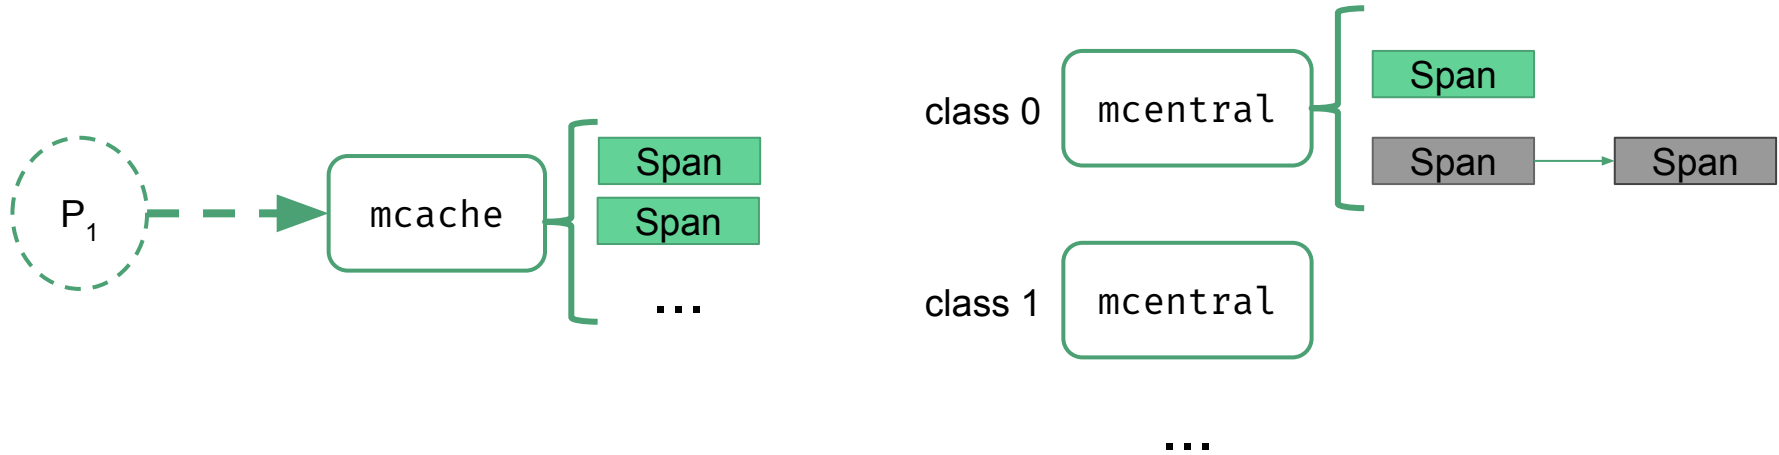 P1
mcache
Span
Span
...
class 0
mcentral
Span
Span
Span
class 1
mcentral
...